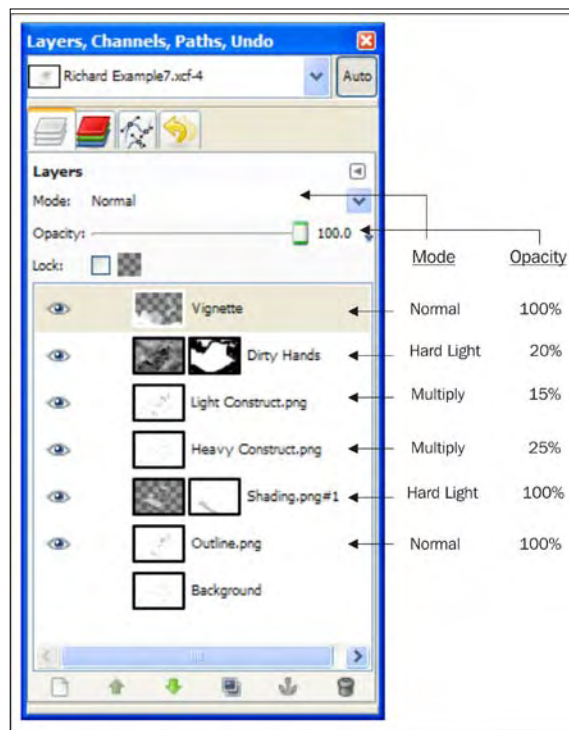 Layers, Channels, Paths, Undo
Richard Example7.xcf-4
Auto
Layers
Mode: Normal
Opacity: 100.0
Lock:
Mode Opacity
Vignette Normal 100%
Dirty Hands Hard Light 20%
Light Construct.png Multiply 15%
Heavy Construct.png Multiply 25%
Shading.png#1 Hard Light 100%
Outline.png Normal 100%
Background